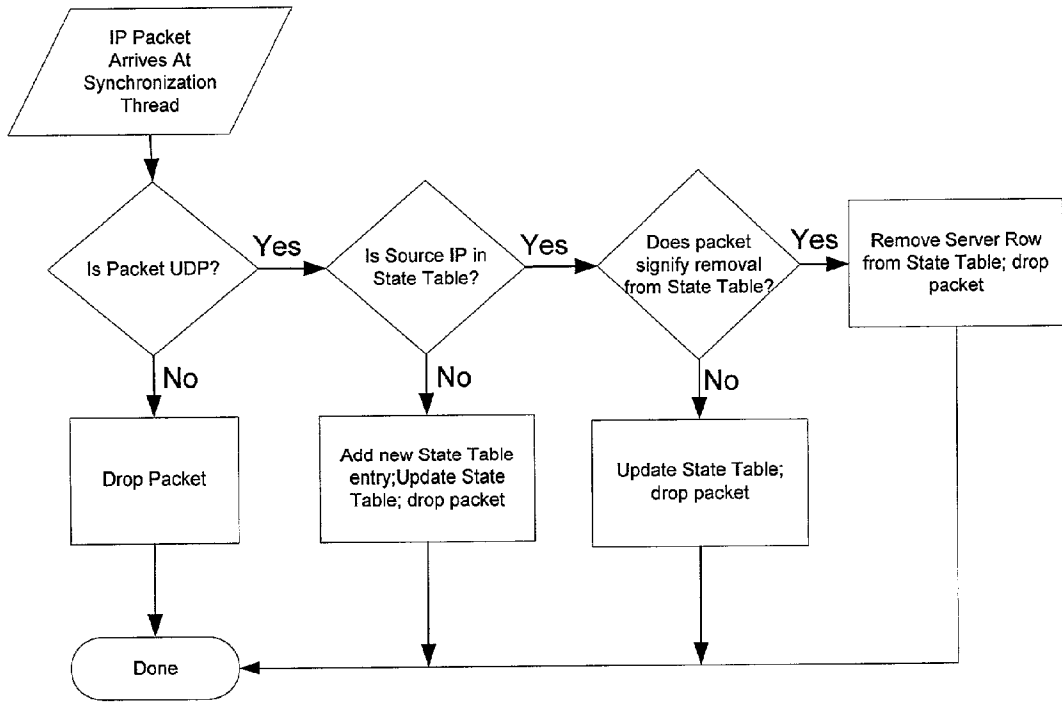 IP Packet
Arrives At
Synchronization
Thread
Is Packet UDP?
Yes
Is Source IP in
State Table?
Yes
Does packet
signify removal
from State Table?
Yes
Remove Server Row
from State Table; drop
packet
No
No
No
Drop Packet
Add new State Table
entry;Update State
Table; drop packet
Update State Table;
drop packet
Done